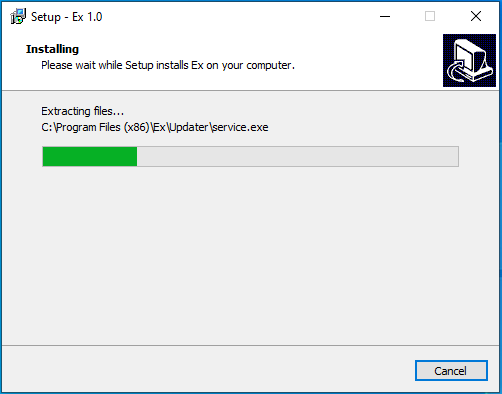 Setup - Ex 1.0
Installing
Please wait while Setup installs Ex on your computer.
Extracting files...
C:\Program Files (x86)\Ex\Updater\service.exe
Cancel